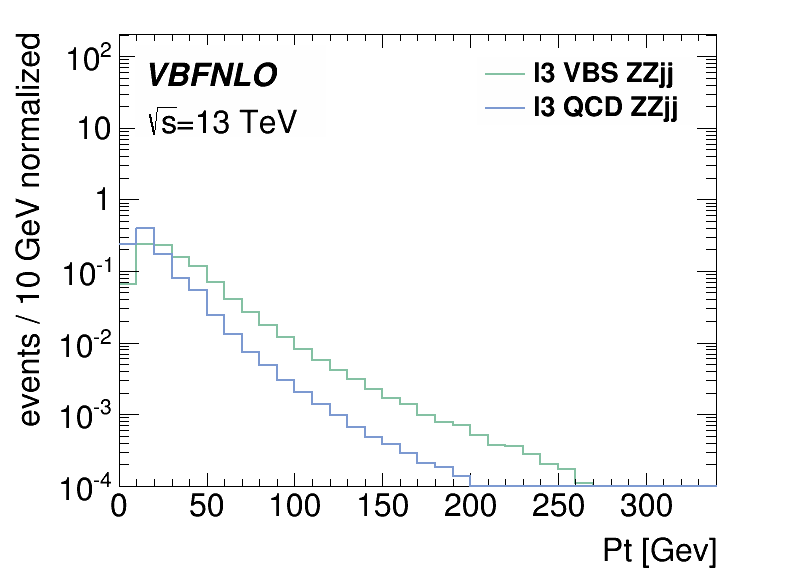 events / 10 GeV normalized
VBFNLO
√s=13 TeV
l3 VBS ZZjj
l3 QCD ZZjj
10²
10
1
10⁻¹
10⁻²
10⁻³
10⁻⁴
0 50 100 150 200 250 300
Pt [Gev]